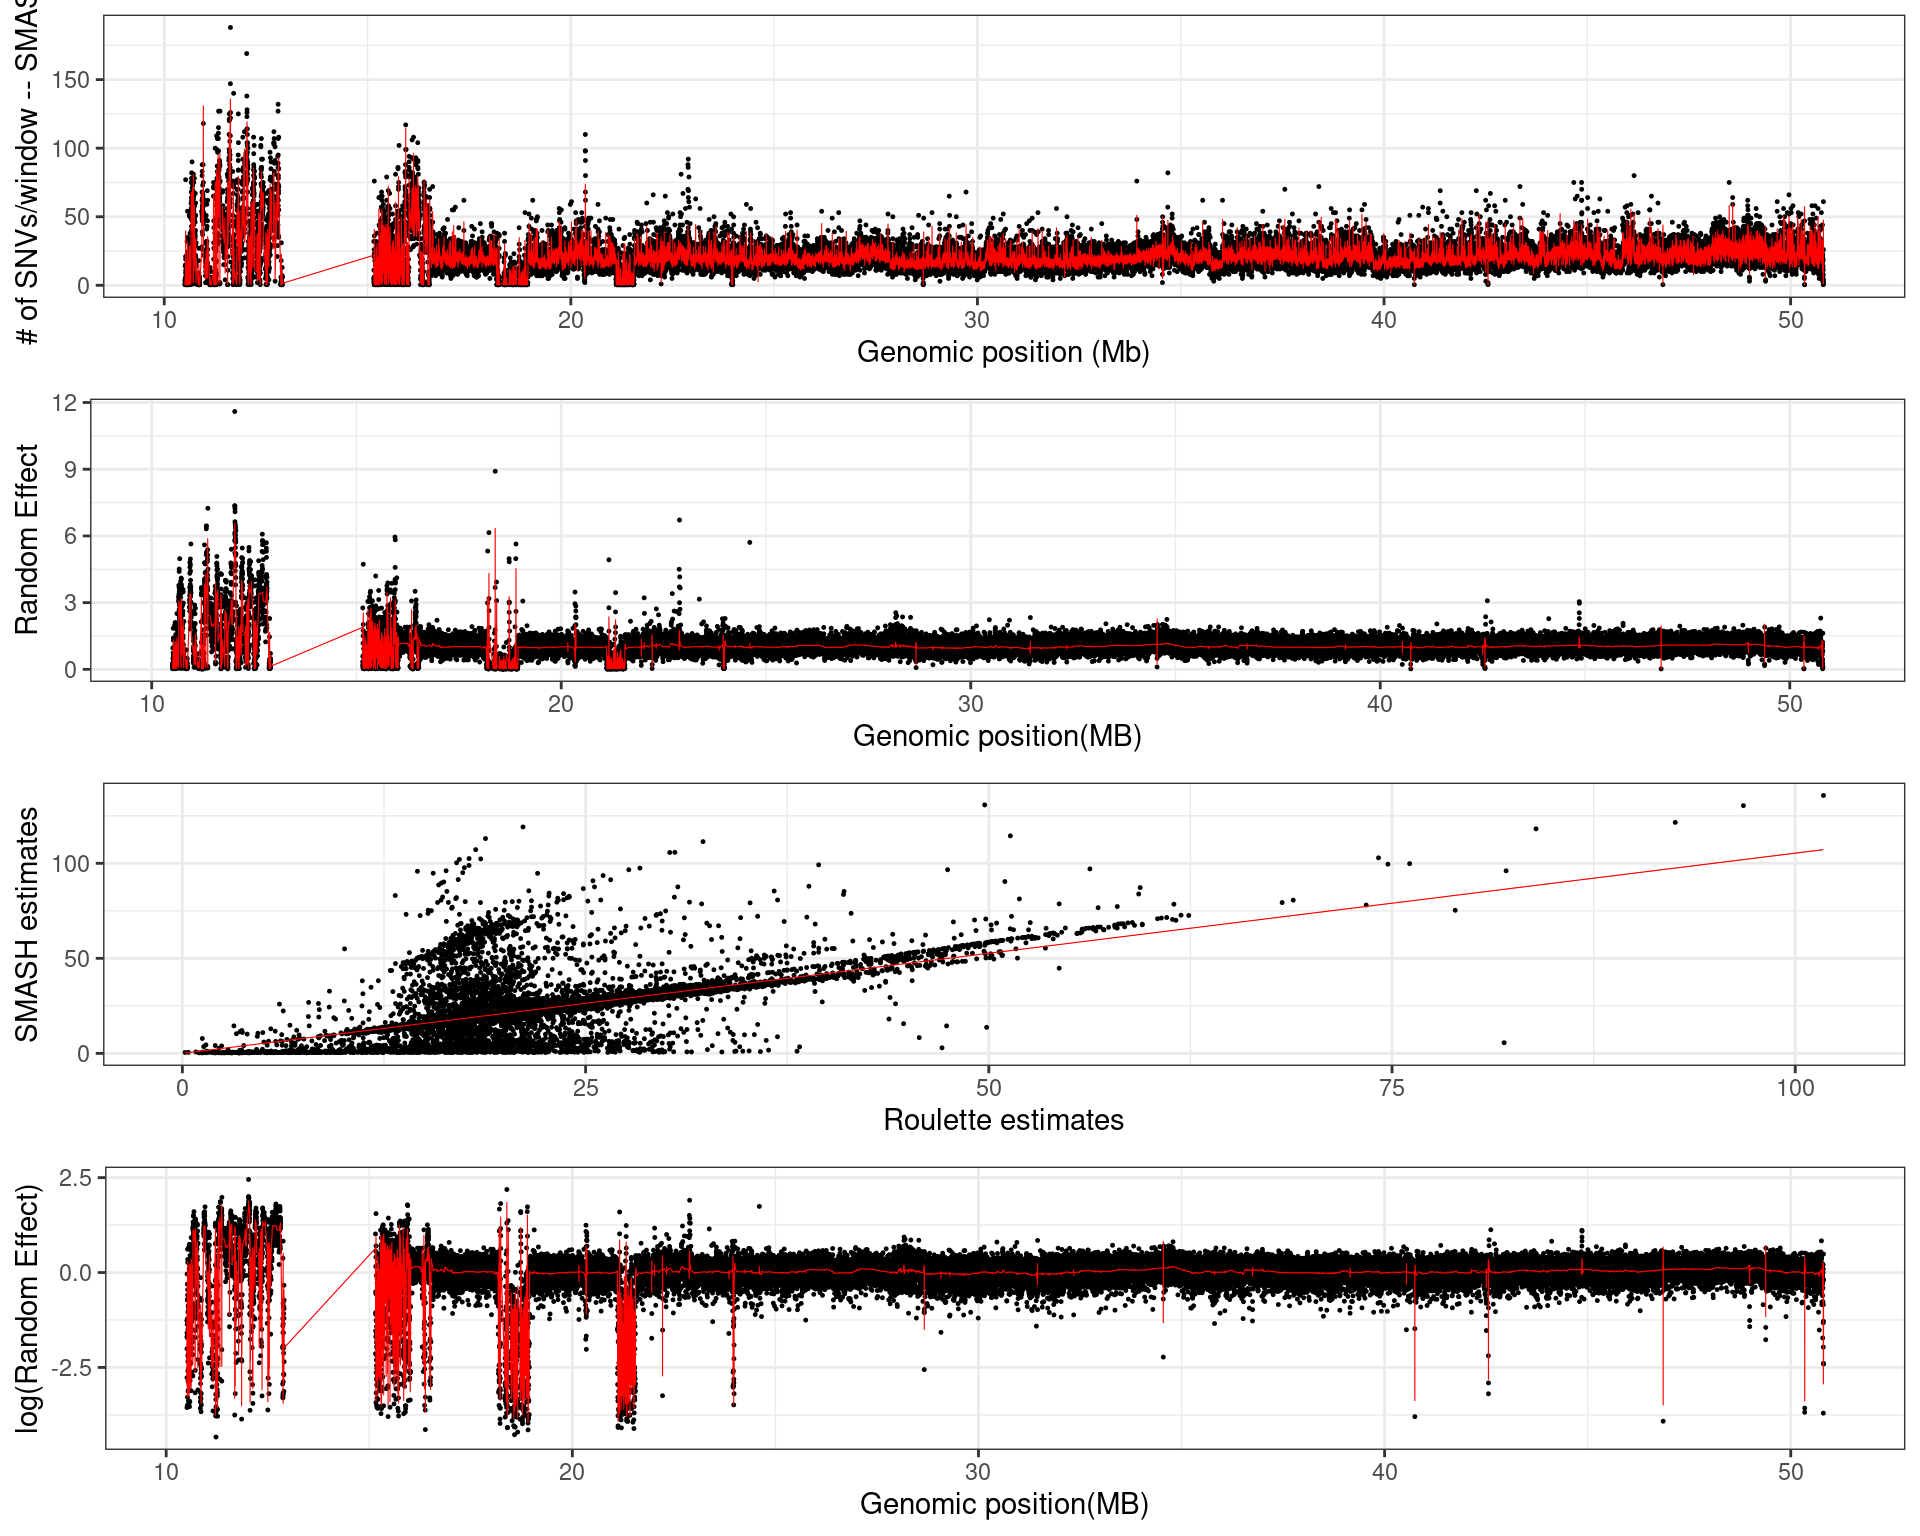 # of SNVs/window -- SMAS
150
100
50
0
10 20 30 40 50
Genomic position (Mb)
Random Effect
12
9
6
3
0
10 20 30 40 50
Genomic position(MB)
SMASH estimates
100
50
0
0 25 50 75 100
Roulette estimates
log(Random Effect)
2.5
0.0
-2.5
10 20 30 40 50
Genomic position(MB)